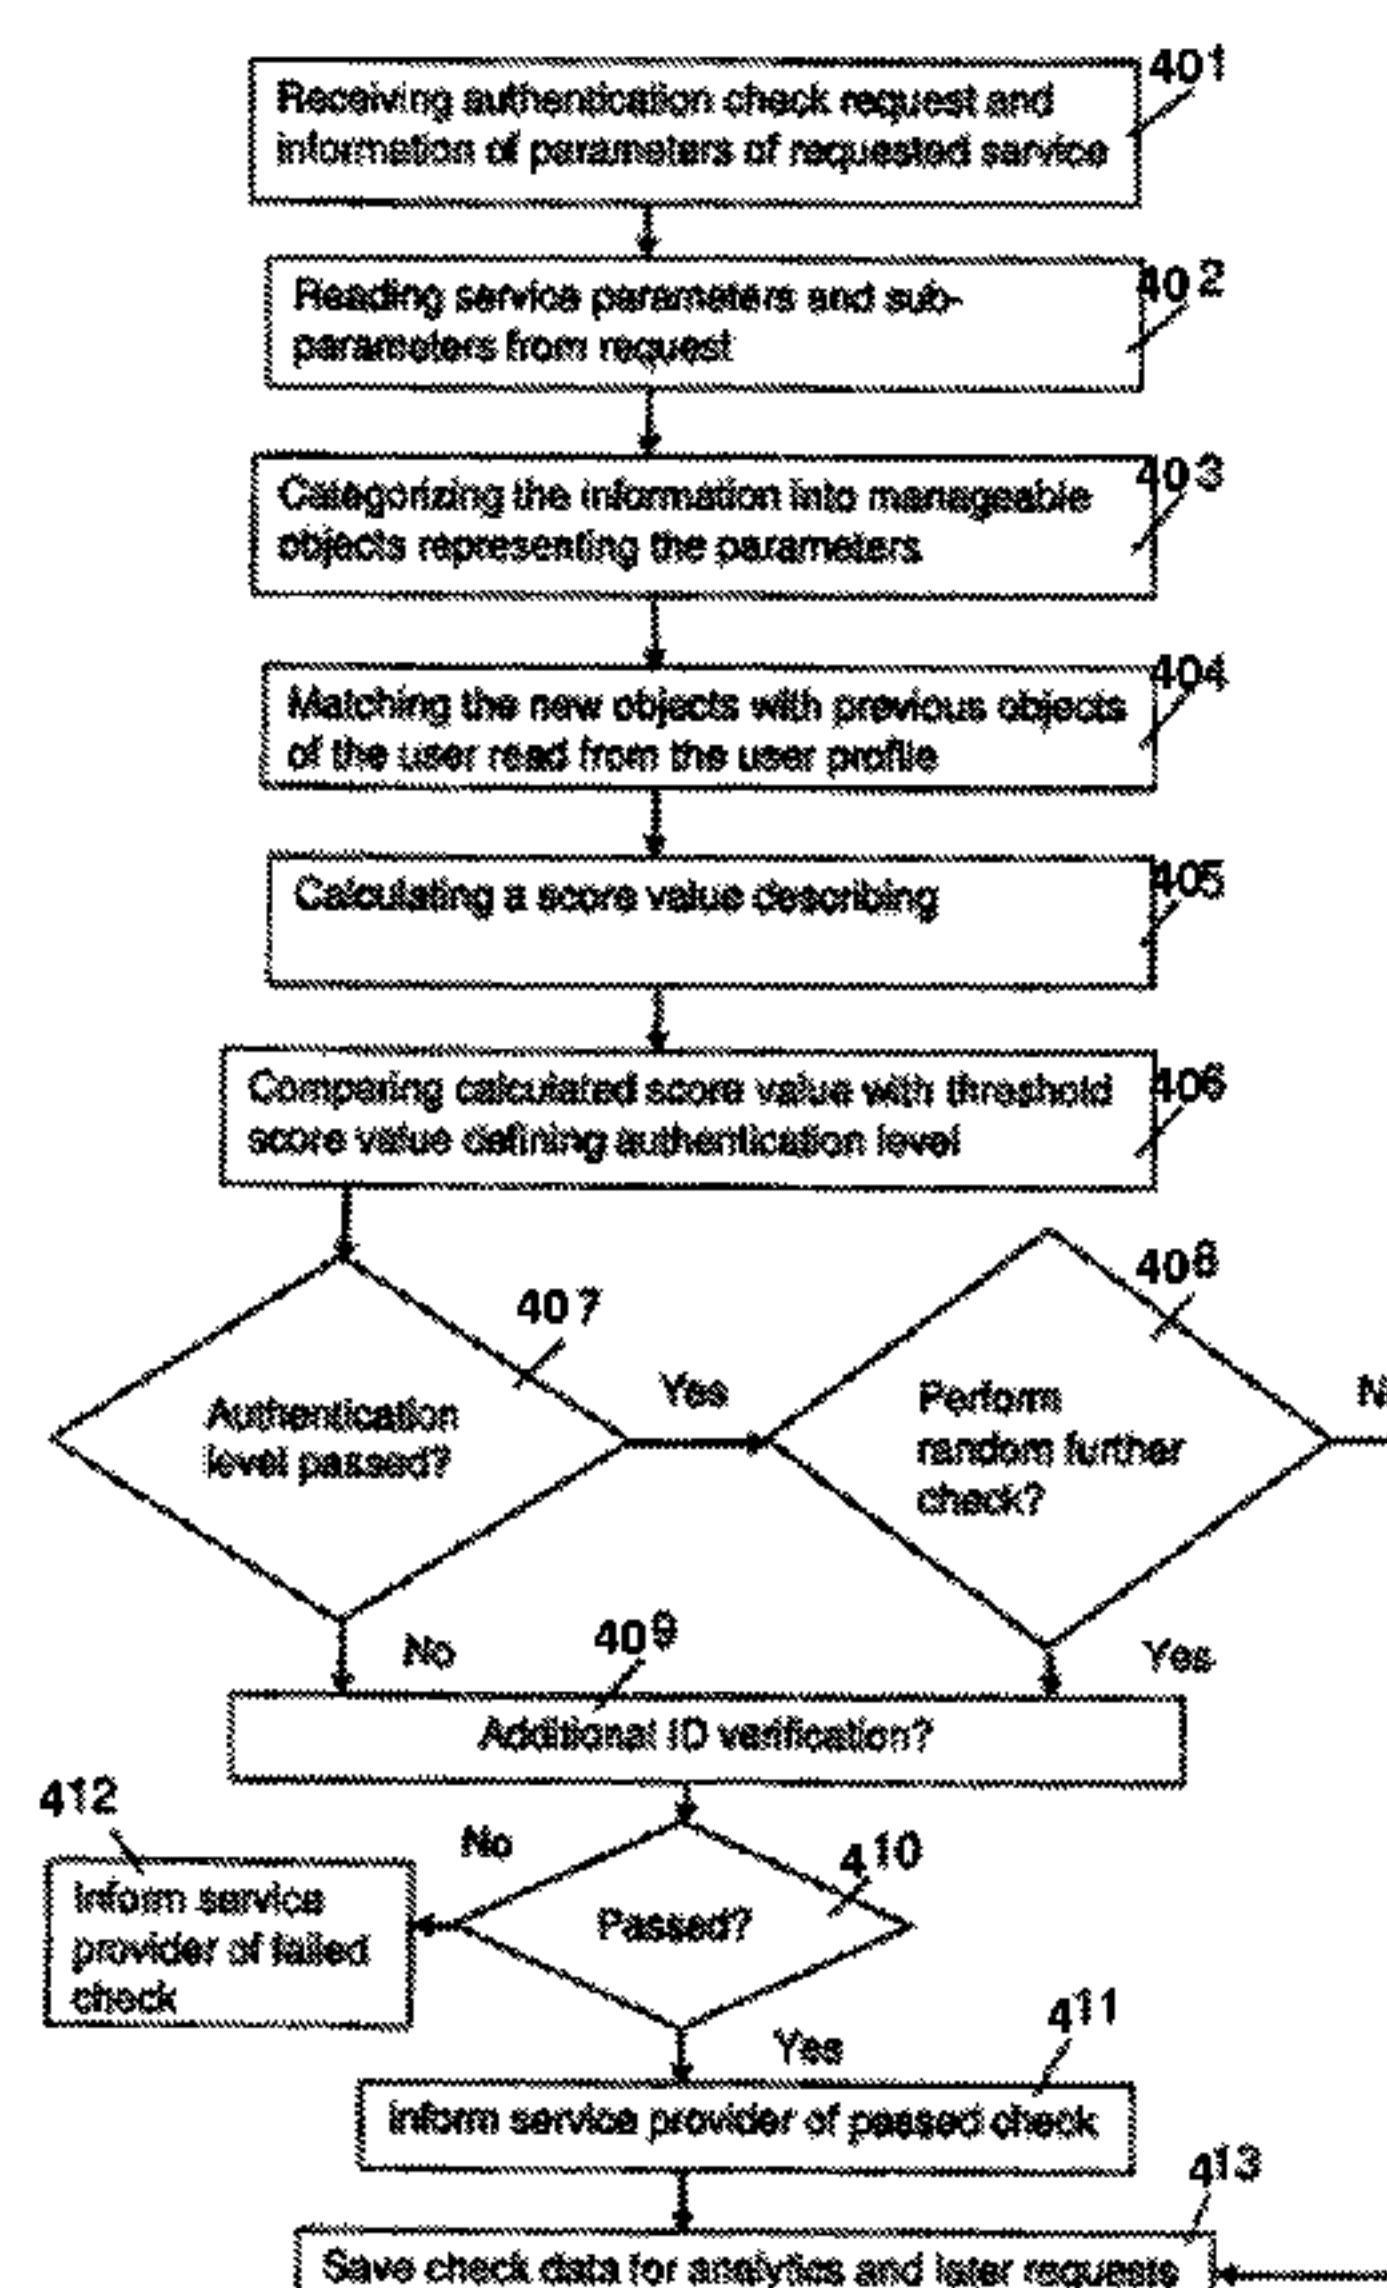 401
Receiving authentication check request and
information of parameters of requested service
402
Reading service parameters and sub-
parameters from request
403
Categorizing the information into manageable
objects representing the parameters
404
Matching the new objects with previous objects
of the user read from the user profile
405
Calculating a score value describing
406
Comparing calculated score value with threshold
score value defining authentication level
407
Authentication
level passed?
Yes
408
Perform
random further
check?
No
Yes
409
Additional ID verification?
412
Inform service
provider of failed
check
No
410
Passed?
Yes
411
Inform service provider of passed check
413
Save check data for analytics and later requests